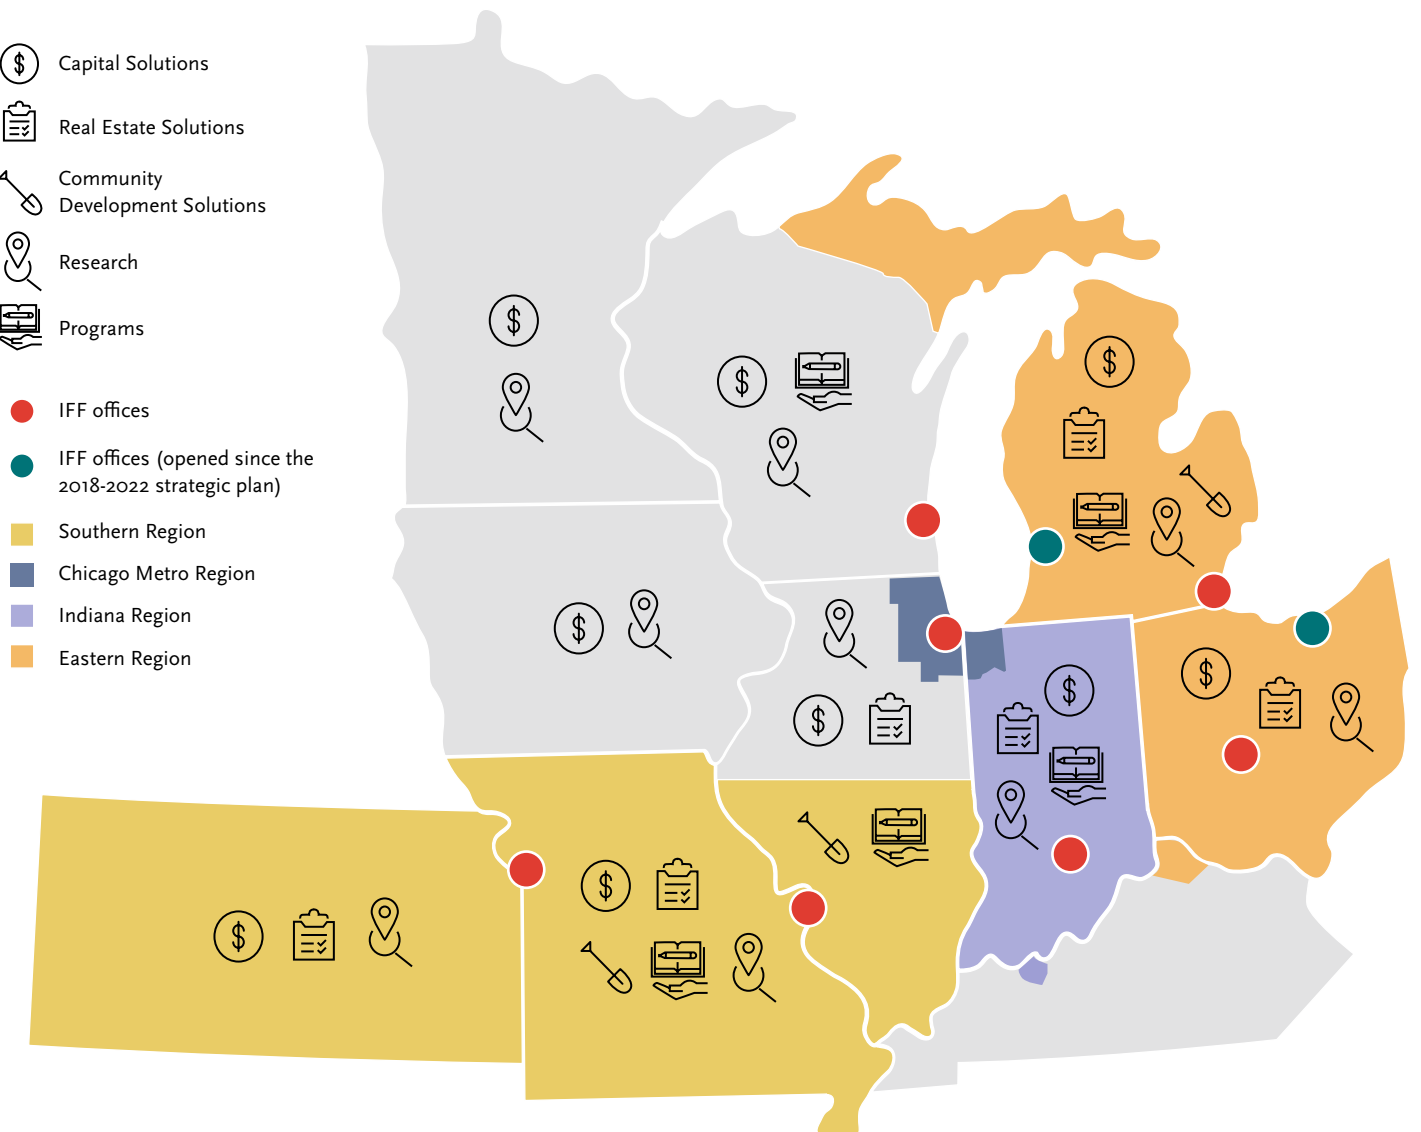 Capital Solutions
Real Estate Solutions
Community
Development Solutions
Research
Programs
IFF offices
IFF offices (opened since the
2018-2022 strategic plan)
Southern Region
Chicago Metro Region
Indiana Region
Eastern Region